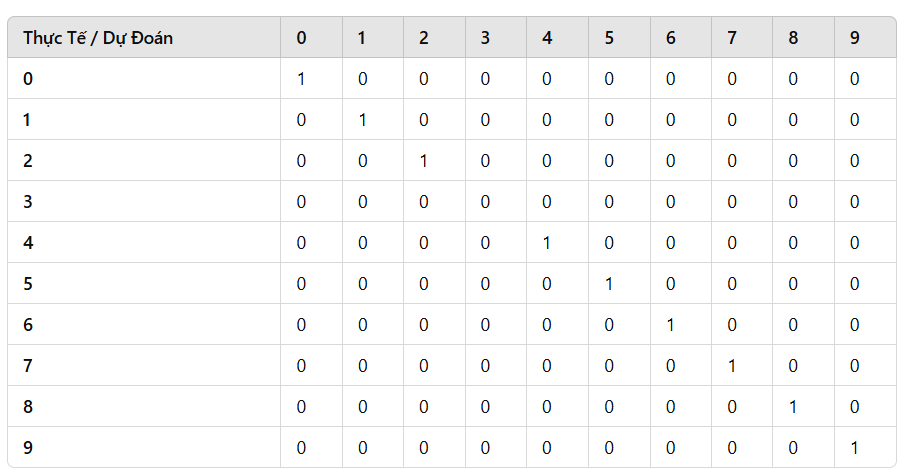 Thực Tế / Dự Đoán 0 1 2 3 4 5 6 7 8 9
0 1 0 0 0 0 0 0 0 0 0
1 0 1 0 0 0 0 0 0 0 0
2 0 0 1 0 0 0 0 0 0 0
3 0 0 0 0 0 0 0 0 0 0
4 0 0 0 0 1 0 0 0 0 0
5 0 0 0 0 0 1 0 0 0 0
6 0 0 0 0 0 0 1 0 0 0
7 0 0 0 0 0 0 0 1 0 0
8 0 0 0 0 0 0 0 0 1 0
9 0 0 0 0 0 0 0 0 0 1